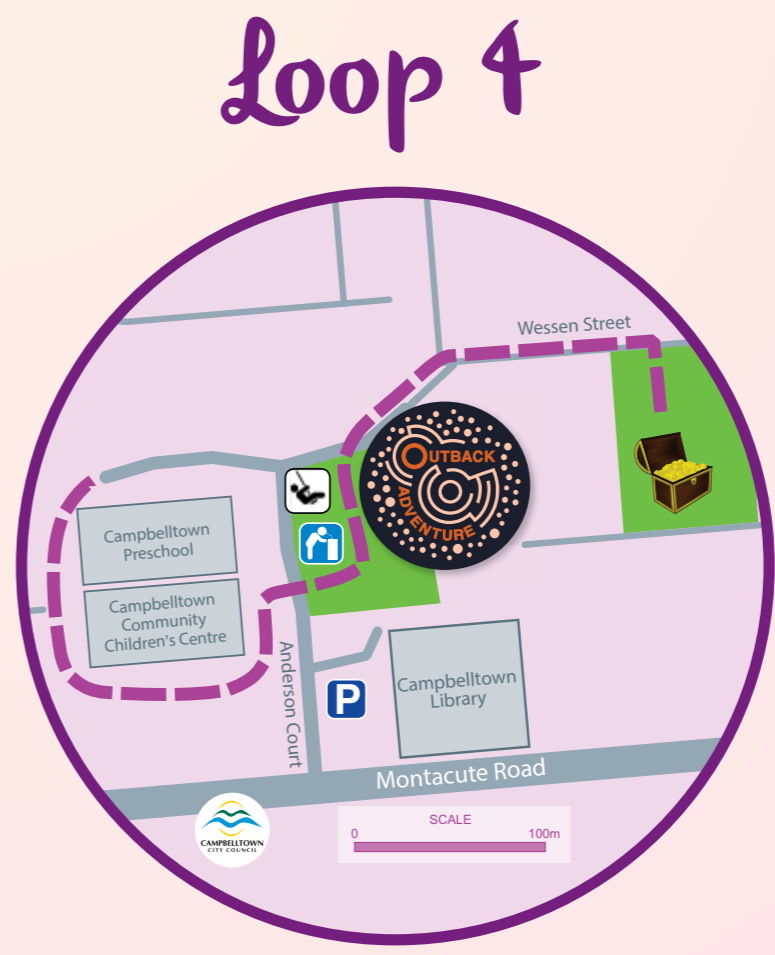 Loop 4
Wessen Street
OUTBACK
ADVENTURE
Campbelltown
Preschool
Campbelltown
Community
Children's Centre
Anderson Court
P
Campbelltown
Library
Montacute Road
CAMPBELLTOWN
CITY COUNCIL
SCALE
0 100m